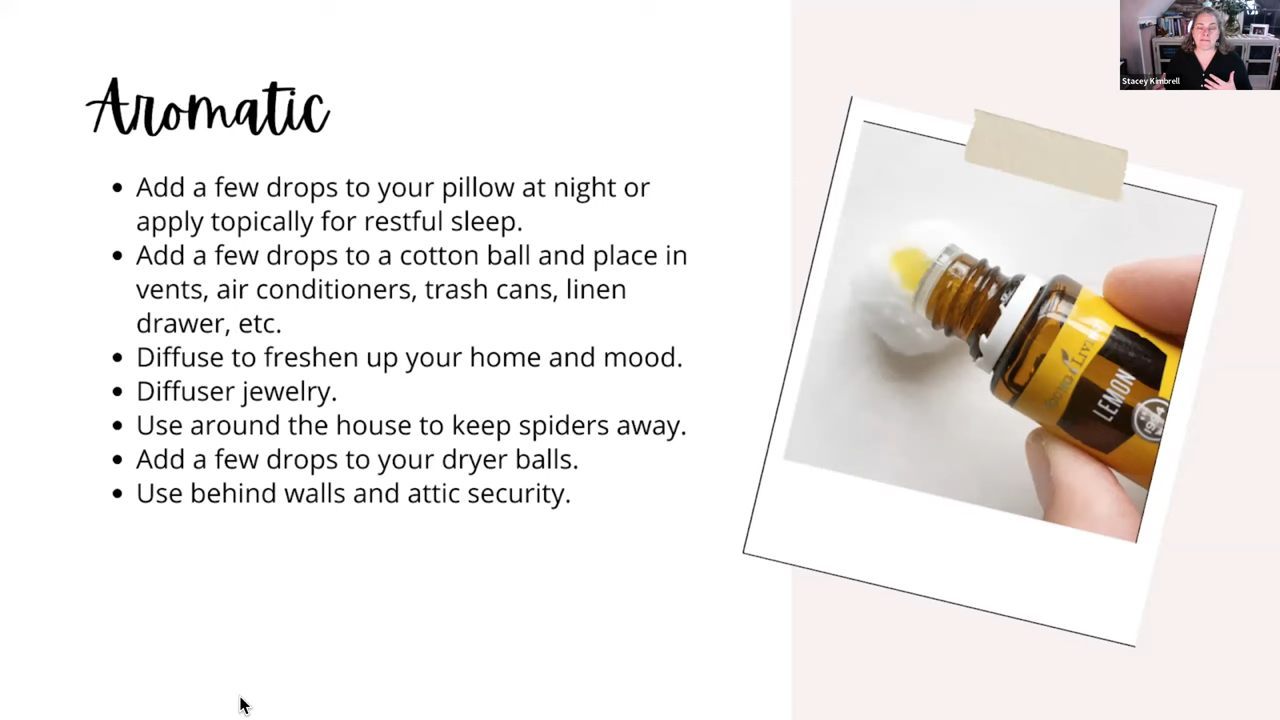 Aromatic
• Add a few drops to your pillow at night or
apply topically for restful sleep.
• Add a few drops to a cotton ball and place in
vents, air conditioners, trash cans, linen
drawer, etc.
• Diffuse to freshen up your home and mood.
• Diffuser jewelry.
• Use around the house to keep spiders away.
• Add a few drops to your dryer balls.
• Use behind walls and attic security.
Stacey Kimbrell
LEMON